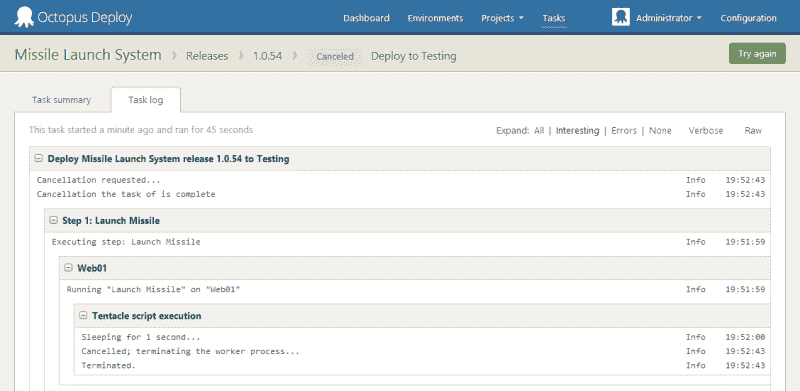 Octopus Deploy Dashboard Environments Projects Tasks Administrator Configuration
Missile Launch System Releases 1.0.54 Canceled Deploy to Testing Try again
Task summary Task log
This task started a minute ago and ran for 45 seconds Expand: All | Interesting | Errors | None Verbose Raw
Deploy Missile Launch System release 1.0.54 to Testing
Cancellation requested... Info 19:52:43
Cancellation the task of is complete Info 19:52:43
Step 1: Launch Missile
Executing step: Launch Missile Info 19:51:59
Web01
Running "Launch Missile" on "Web01" Info 19:51:59
Tentacle script execution
Sleeping for 1 second... Info 19:52:00
Cancelled; terminating the worker process... Info 19:52:43
Terminated. Info 19:52:43